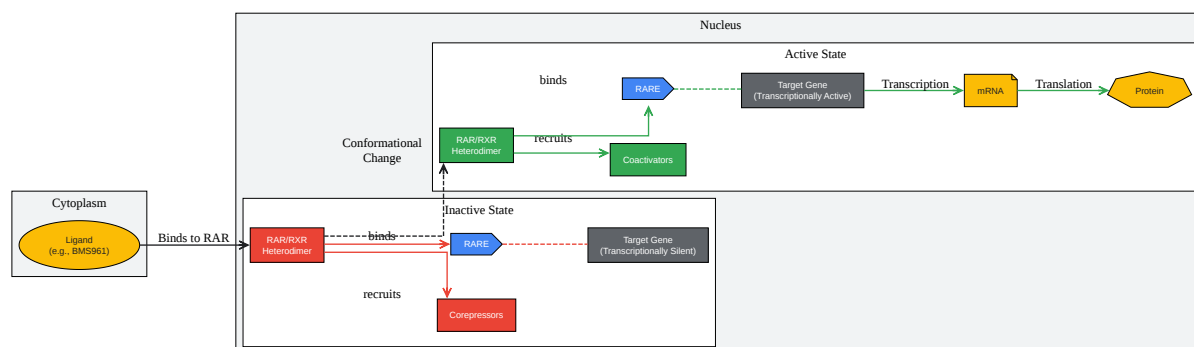 Nucleus
Active State
binds
RARE
Target Gene
(Transcriptionally Active)
Transcription
mRNA
Translation
Protein
RAR/RXR
Heterodimer
recruits
Coactivators
Conformational
Change
Cytoplasm
Ligand
(e.g., BMS961)
Binds to RAR
Inactive State
RAR/RXR
Heterodimer
binds
RARE
Target Gene
(Transcriptionally Silent)
recruits
Corepressors